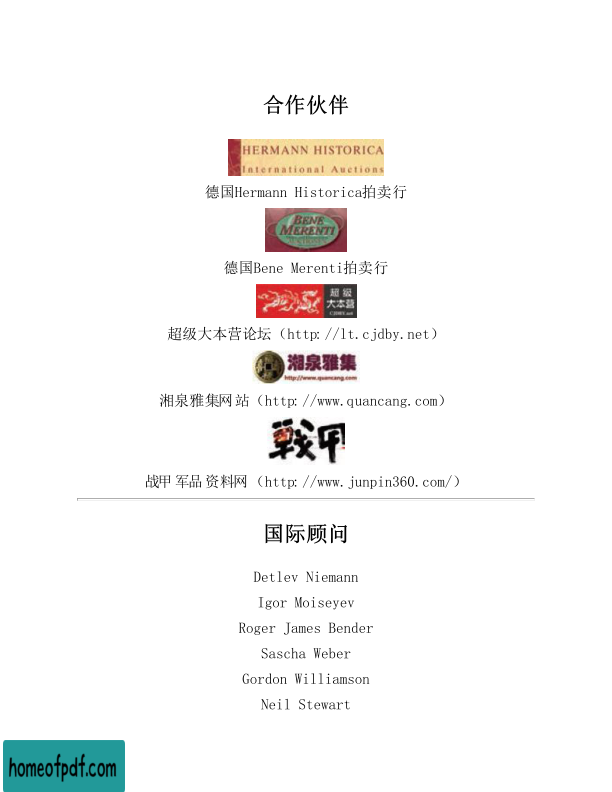 合作伙伴
HERMANN HISTORICA
International Auctions
德国Hermann Historica拍卖行
BENE
MERENTI
德国Bene Merenti拍卖行
超级
大本营
CJDBY.net
超级大本营论坛（http://lt.cjdby.net）
湘泉雅集
http://www.quancang.com
湘泉雅集网站（http://www.quancang.com）
戰甲
战甲军品资料网（http://www.junpin360.com/）
国际顾问
Detlev Niemann
Igor Moiseyev
Roger James Bender
Sascha Weber
Gordon Williamson
Neil Stewart
homeofpdf.com